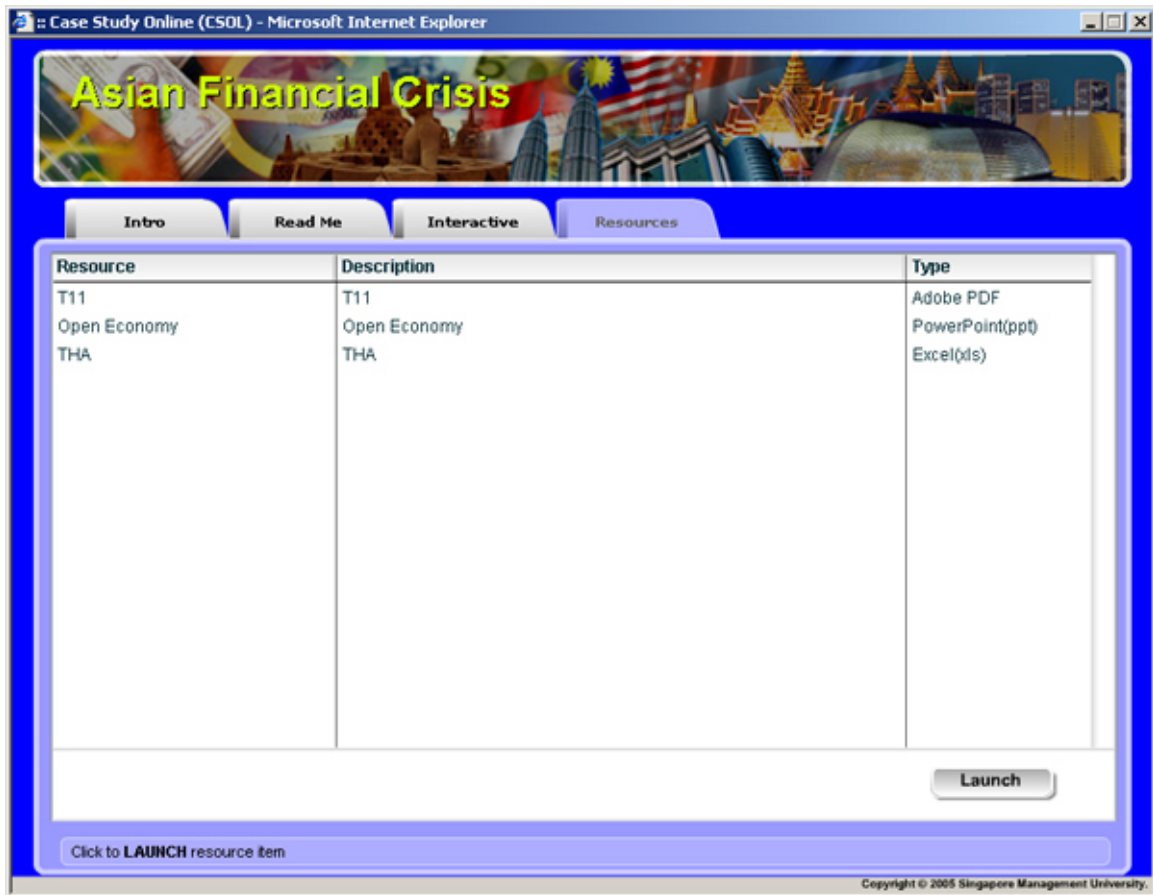 :: Case Study Online (CSOL) - Microsoft Internet Explorer
Asian Financial Crisis
Intro Read Me Interactive Resources
Resource Description Type
T11 T11 Adobe PDF
Open Economy Open Economy PowerPoint(ppt)
THA THA Excel(xls)
Launch
Click to LAUNCH resource item
Copyright © 2005 Singapore Management University.